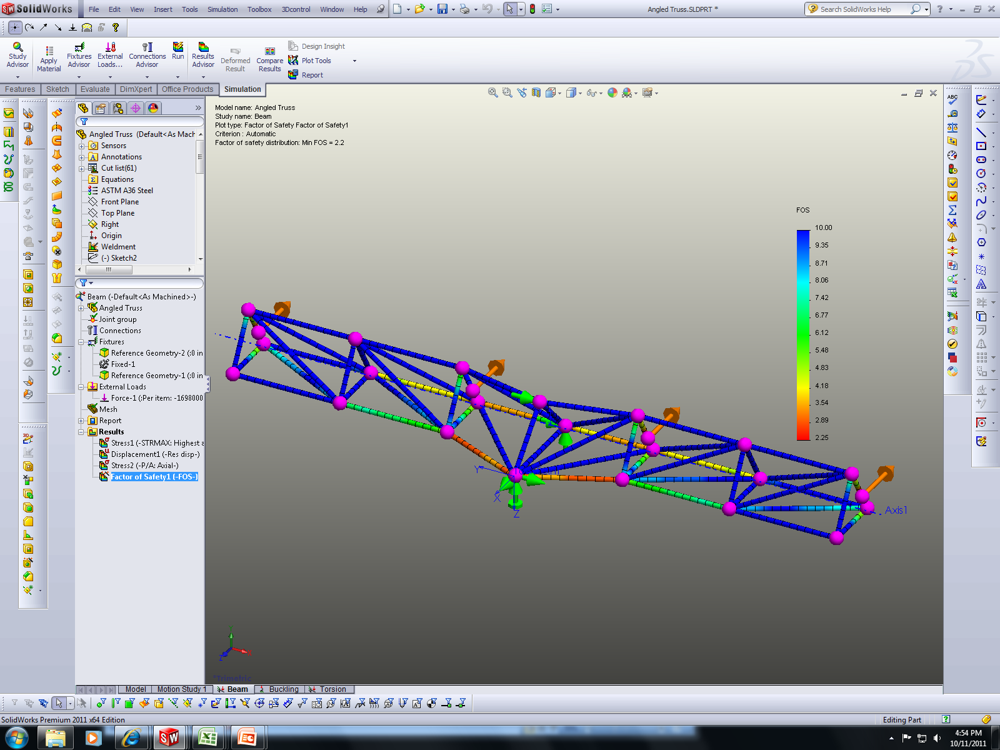 SolidWorks
File Edit View Insert Tools Simulation Toolbox 3Dcontrol Window Help
Angled Truss.SLDPRT *
Search SolidWorks Help
Study Advisor
Apply Material
Fixtures Advisor
External Loads...
Connections Advisor
Run
Results Advisor
Deformed Result
Compare Results
Design Insight
Plot Tools
Report
Features Sketch Evaluate DimXpert Office Products Simulation
Angled Truss (Default<As Mach
Sensors
Annotations
Cut list(61)
Equations
ASTM A36 Steel
Front Plane
Top Plane
Right
Origin
Weldment
(-) Sketch2
Beam (-Default<As Machined>-)
Angled Truss
Joint group
Connections
Fixtures
Reference Geometry-2 (:0 in
Fixed-1
Reference Geometry-1 (:0 in
External Loads
Force-1 (:Per item: -1698000
Mesh
Report
Results
Stress1 (-STRMAX: Highest a
Displacement1 (-Res disp-)
Stress2 (-P/A: Axial-)
Factor of Safety1 (-FOS-)
Model name: Angled Truss
Study name: Beam
Plot type: Factor of Safety Factor of Safety1
Criterion : Automatic
Factor of safety distribution: Min FOS = 2.2
FOS
10.00
9.35
8.71
8.06
7.42
6.77
6.12
5.48
4.83
4.18
3.54
2.89
2.25
Y
X
Z
Axis1
Z
*Trimetric
ABC
3D
Model Motion Study 1 Beam Buckling Torsion
SolidWorks Premium 2011 x64 Edition
Editing Part
4:54 PM
10/11/2011